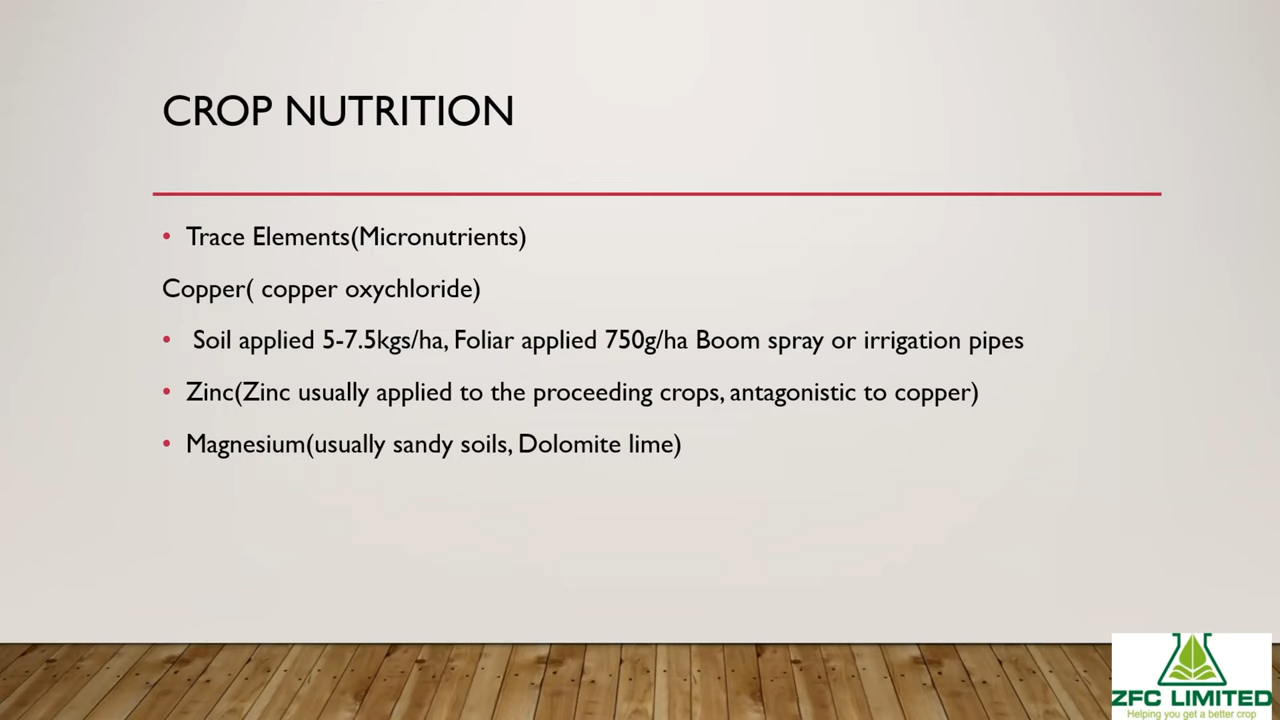 CROP NUTRITION
• Trace Elements(Micronutrients)
Copper( copper oxychloride)
• Soil applied 5-7.5kgs/ha, Foliar applied 750g/ha Boom spray or irrigation pipes
• Zinc(Zinc usually applied to the proceeding crops, antagonistic to copper)
• Magnesium(usually sandy soils, Dolomite lime)
ZFC LIMITED
Helping you get a better crop